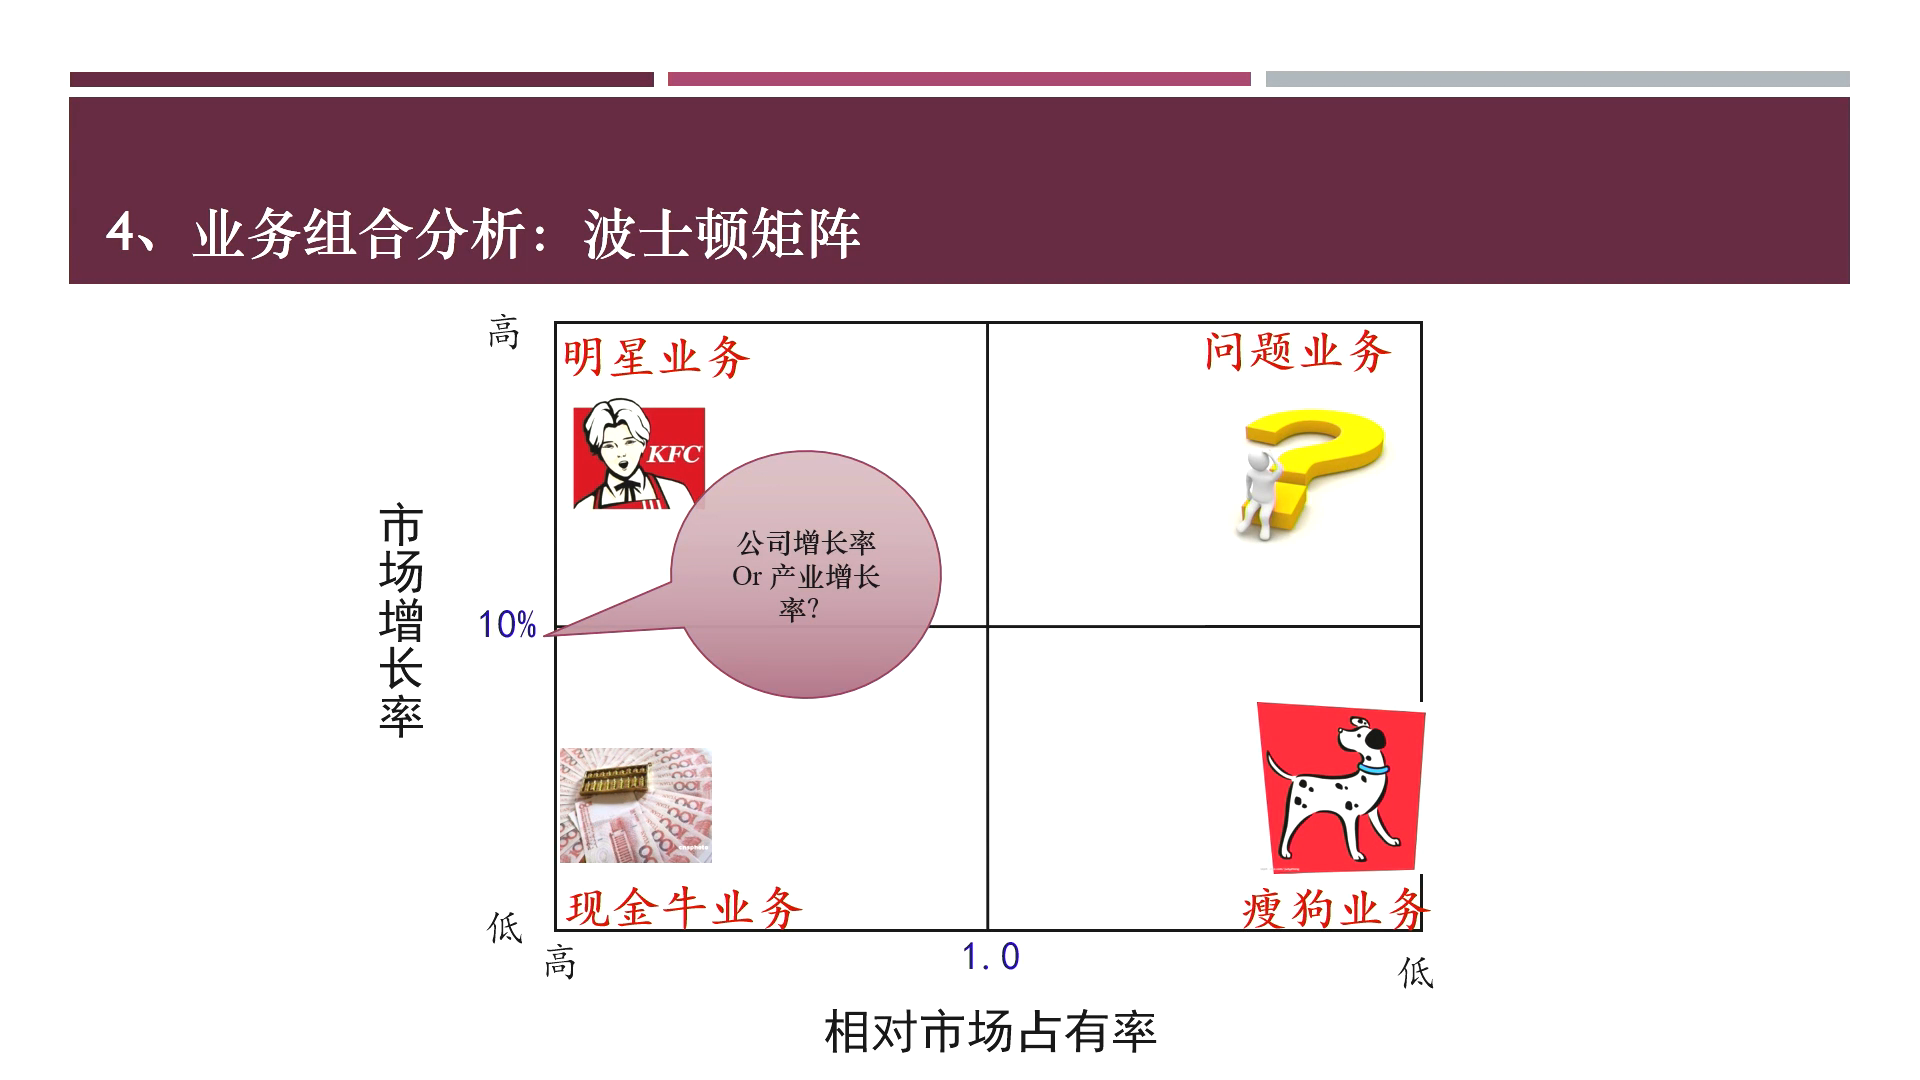 4、业务组合分析：波士顿矩阵
高
明星业务
问题业务
KFC
公司增长率
Or 产业增长
率?
市
场
增
长
率
10%
现金牛业务
瘦狗业务
低
高
1.0
低
相对市场占有率